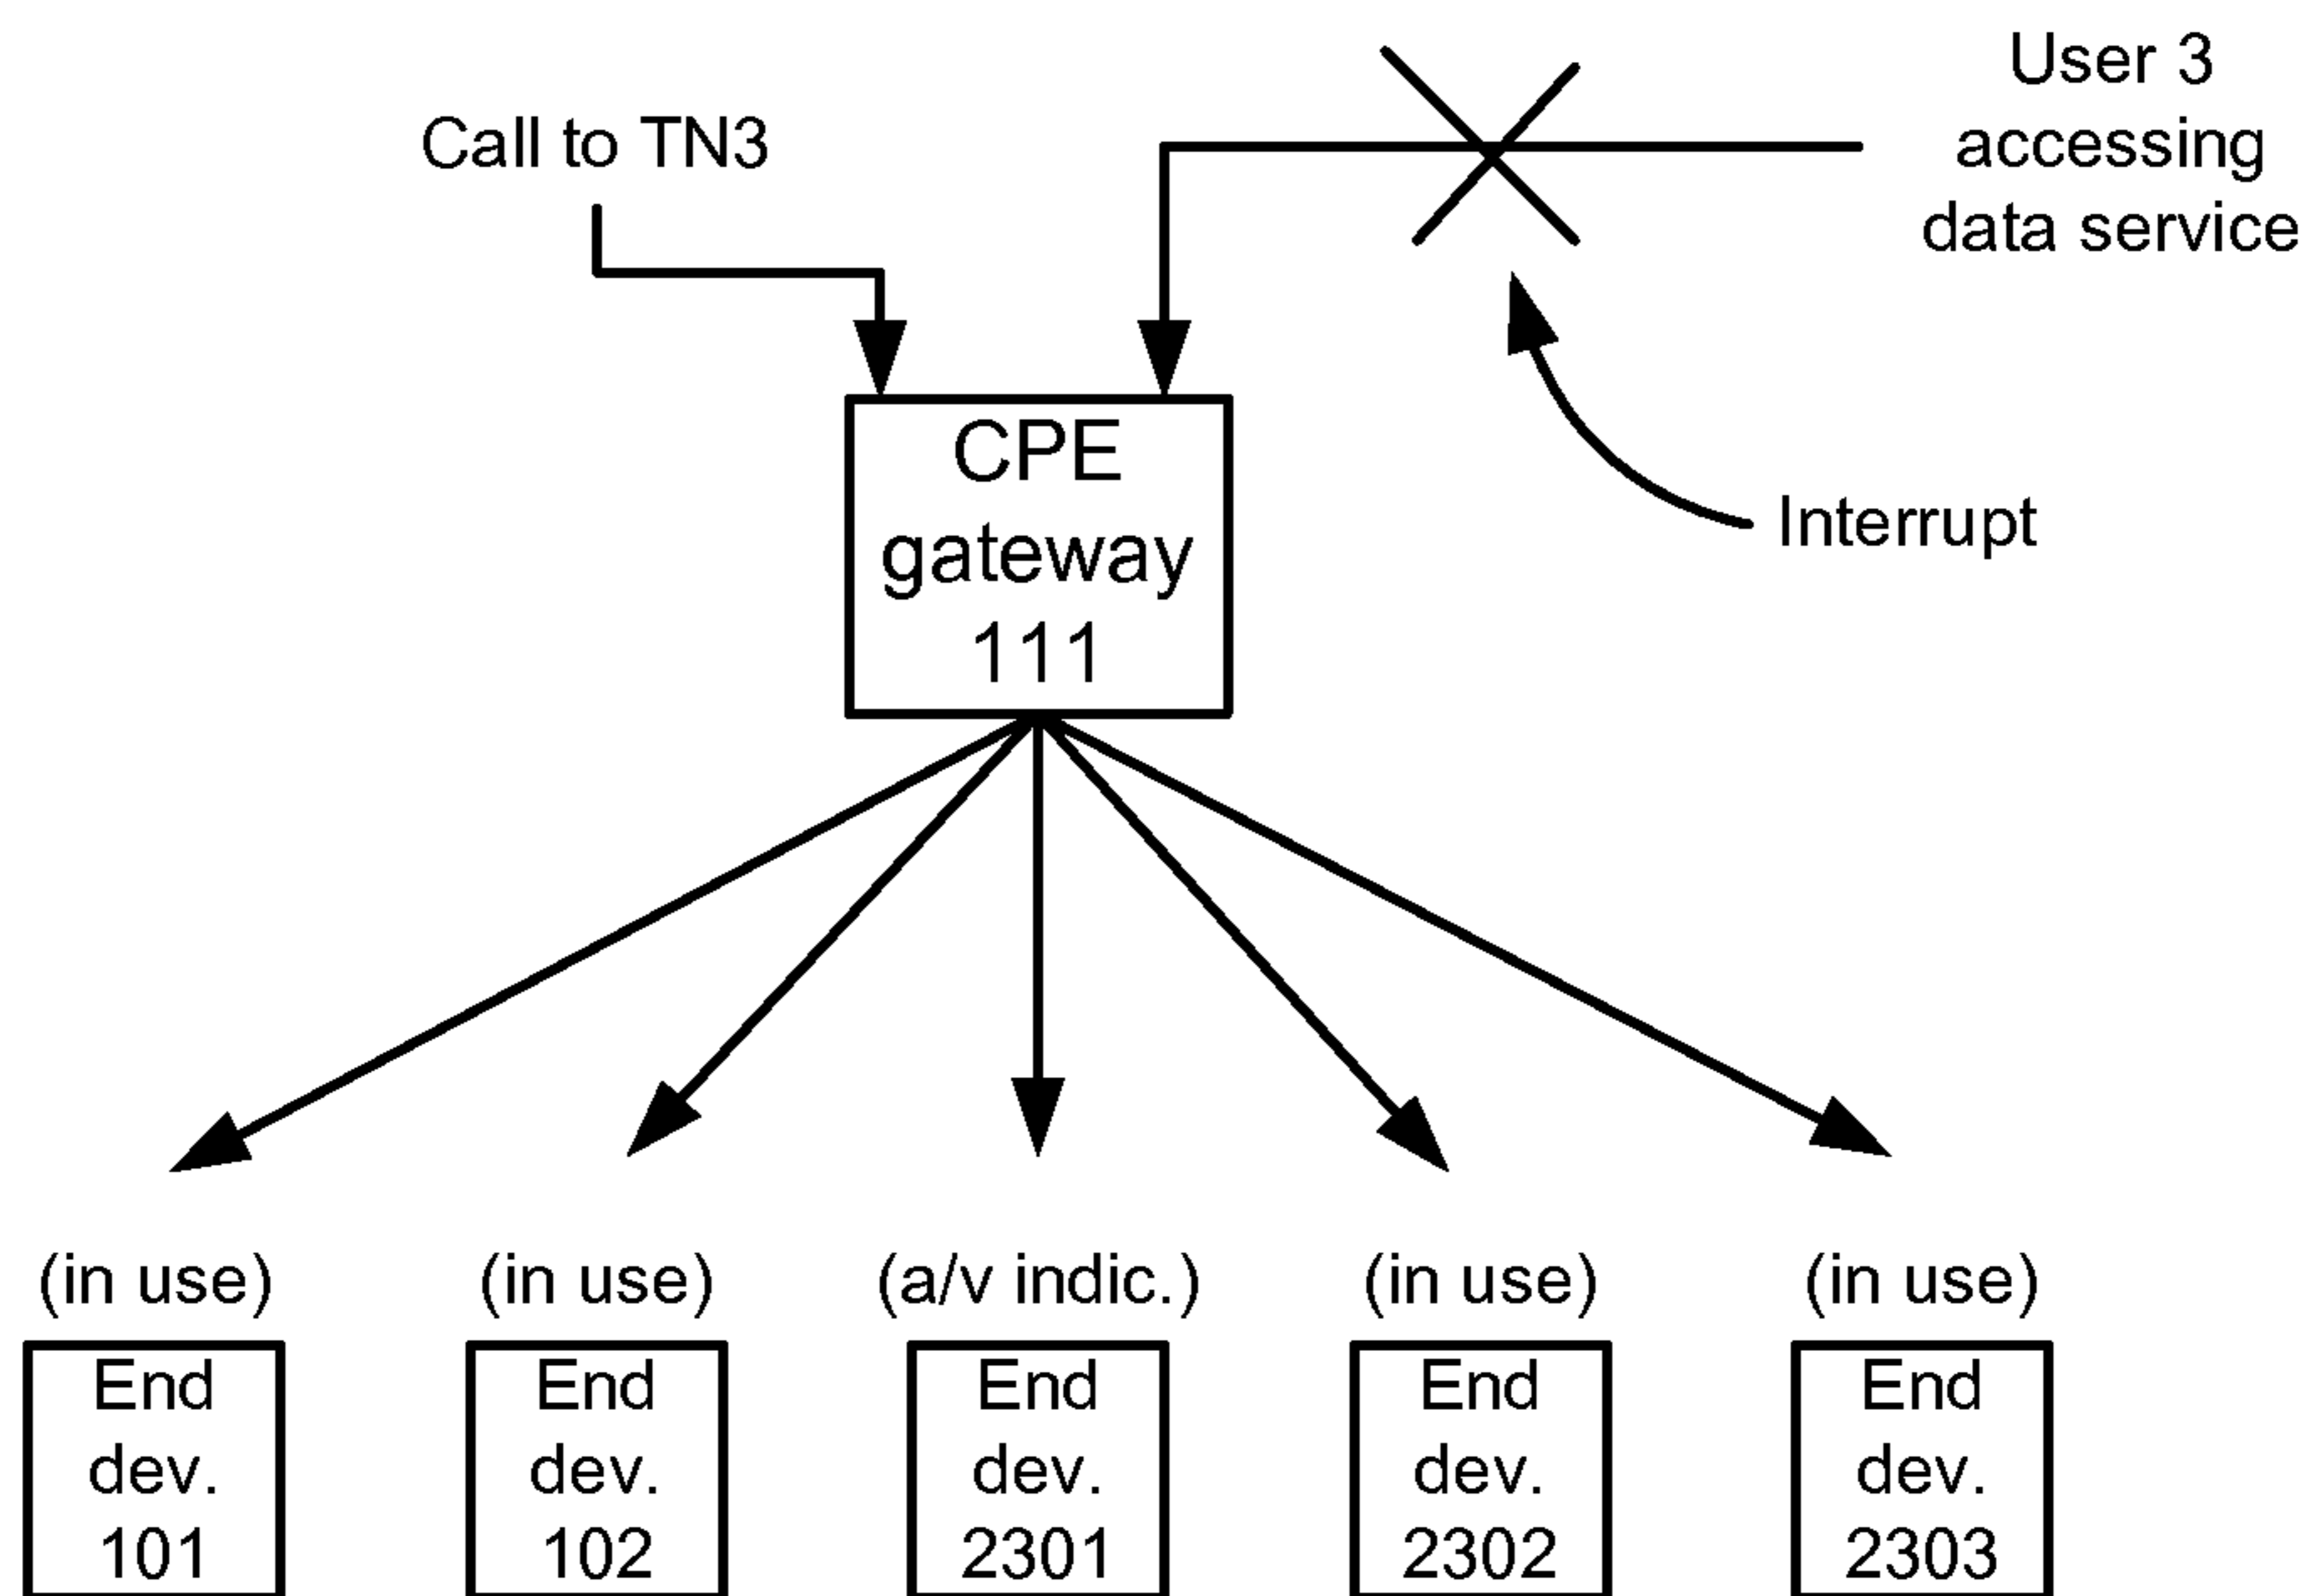 User 3
accessing
data service
Call to TN3
CPE
gateway
111
Interrupt
(in use)
(in use)
(a/v indic.)
(in use)
(in use)
End
dev.
101
End
dev.
102
End
dev.
2301
End
dev.
2302
End
dev.
2303